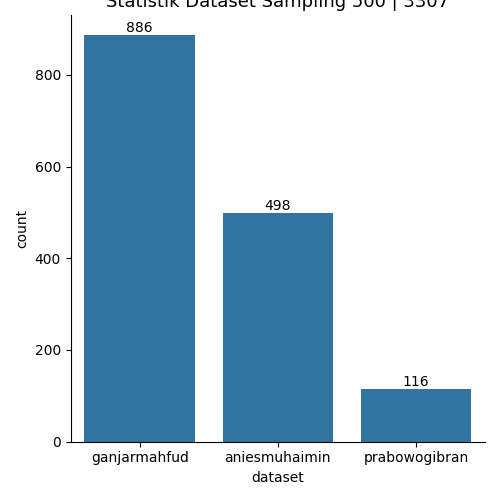 Statistik Dataset Sampling 500 | 3307
886
800
600
498
count
400
200
116
0
ganjarmahfud aniesmuhaimin prabowogibran
dataset